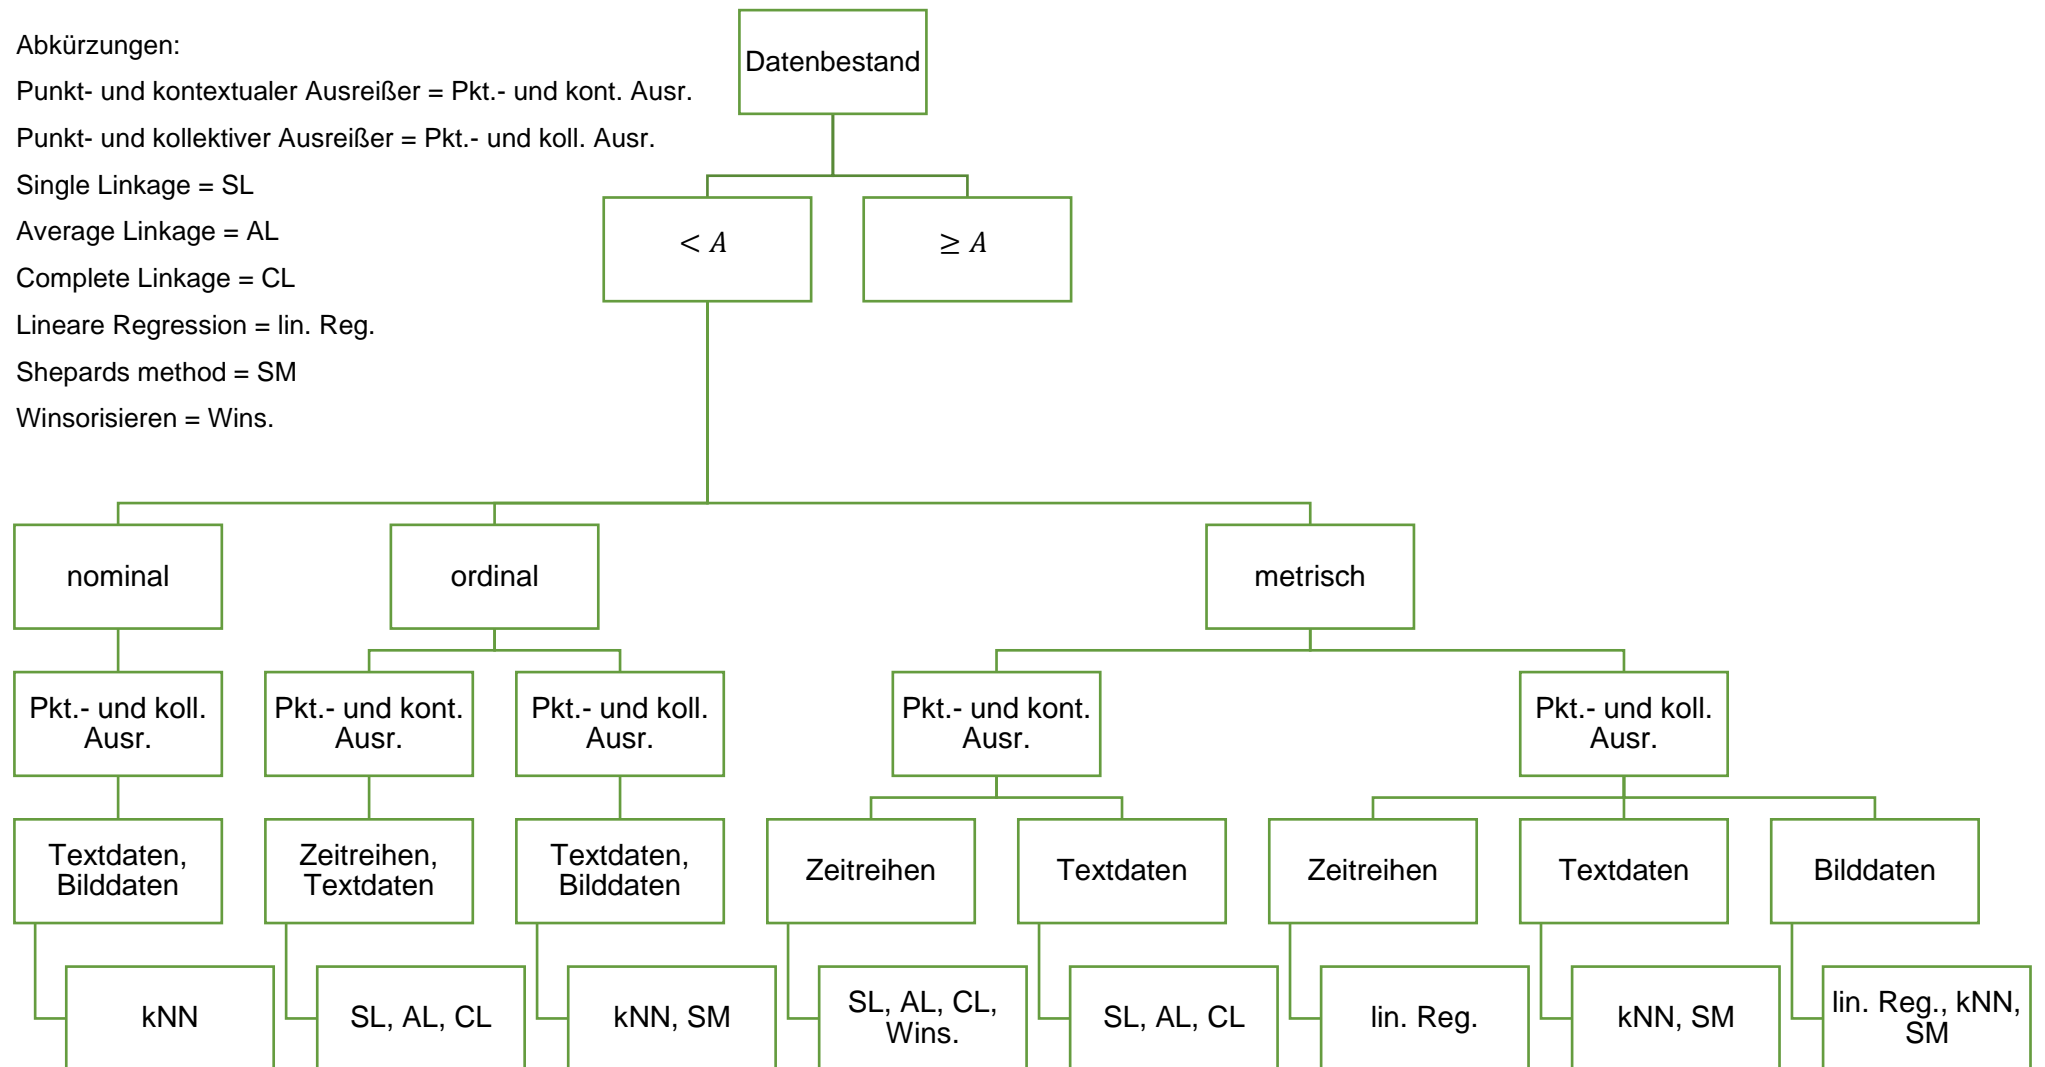 Abkürzungen:
Punkt- und kontextualer Ausreißer = Pkt.- und kont. Ausr.
Punkt- und kollektiver Ausreißer = Pkt.- und koll. Ausr.
Single Linkage = SL
Average Linkage = AL
Complete Linkage = CL
Lineare Regression = lin. Reg.
Shepards method = SM
Winsorisieren = Wins.
Datenbestand
< A
≥ A
nominal
ordinal
metrisch
Pkt.- und koll.
Ausr.
Pkt.- und kont.
Ausr.
Pkt.- und koll.
Ausr.
Pkt.- und kont.
Ausr.
Pkt.- und koll.
Ausr.
Textdaten,
Bilddaten
Zeitreihen,
Textdaten
Textdaten,
Bilddaten
Zeitreihen
Textdaten
Zeitreihen
Textdaten
Bilddaten
kNN
SL, AL, CL
kNN, SM
SL, AL, CL,
Wins.
SL, AL, CL
lin. Reg.
kNN, SM
lin. Reg., kNN,
SM